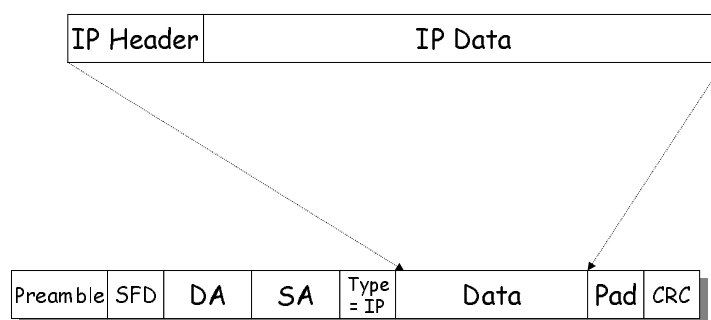 IP Header IP Data
Preamble SFD DA SA Type = IP Data Pad CRC